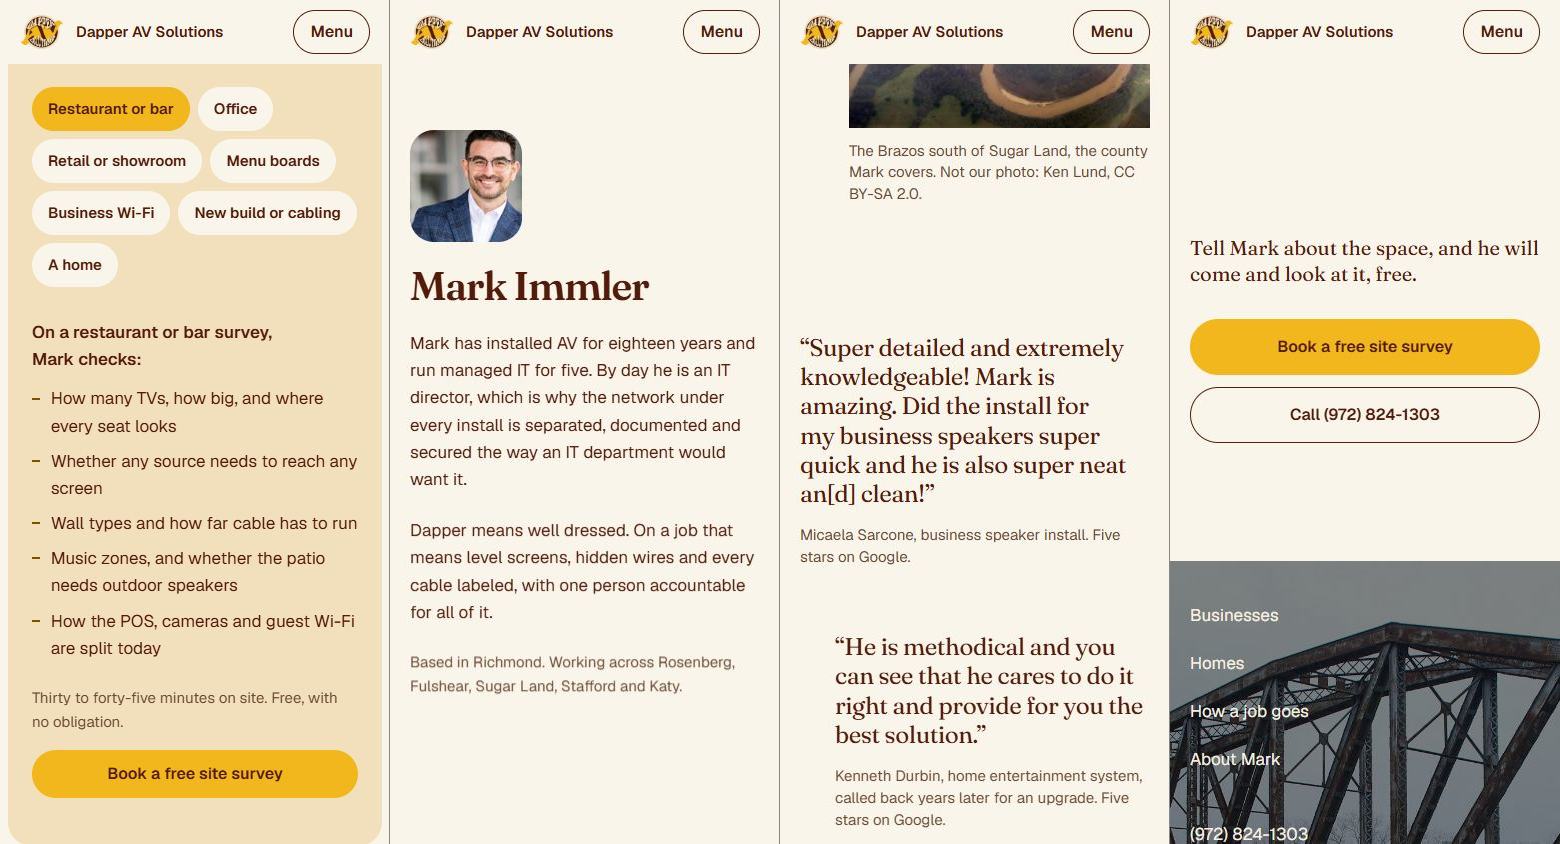 Dapper AV Solutions
Menu
Restaurant or bar
Office
Retail or showroom
Menu boards
Business Wi-Fi
New build or cabling
A home
On a restaurant or bar survey,
Mark checks:
– How many TVs, how big, and where
every seat looks
– Whether any source needs to reach any
screen
– Wall types and how far cable has to run
– Music zones, and whether the patio
needs outdoor speakers
– How the POS, cameras and guest Wi-Fi
are split today
Thirty to forty-five minutes on site. Free, with
no obligation.
Book a free site survey
Dapper AV Solutions
Menu
Mark Immler
Mark has installed AV for eighteen years and
run managed IT for five. By day he is an IT
director, which is why the network under
every install is separated, documented and
secured the way an IT department would
want it.
Dapper means well dressed. On a job that
means level screens, hidden wires and every
cable labeled, with one person accountable
for all of it.
Based in Richmond. Working across Rosenberg,
Fulshear, Sugar Land, Stafford and Katy.
Dapper AV Solutions
Menu
The Brazos south of Sugar Land, the county
Mark covers. Not our photo: Ken Lund, CC
BY-SA 2.0.
“Super detailed and extremely
knowledgeable! Mark is
amazing. Did the install for
my business speakers super
quick and he is also super neat
an[d] clean!”
Micaela Sarcone, business speaker install. Five
stars on Google.
“He is methodical and you
can see that he cares to do it
right and provide for you the
best solution.”
Kenneth Durbin, home entertainment system,
called back years later for an upgrade. Five
stars on Google.
Dapper AV Solutions
Menu
Tell Mark about the space, and he will
come and look at it, free.
Book a free site survey
Call (972) 824-1303
Businesses
Homes
How a job goes
About Mark
(972) 824-1303